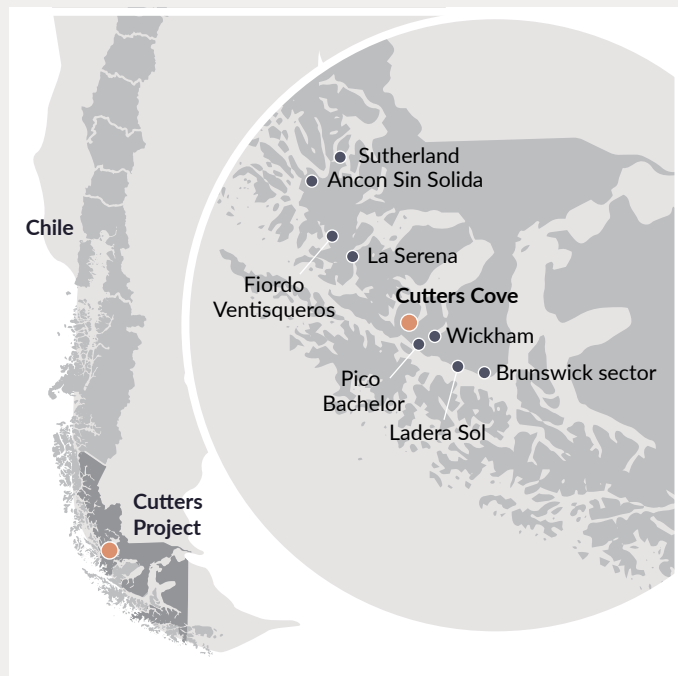 Sutherland
Ancon Sin Solida
Chile
La Serena
Fiordo
Ventisqueros
Cutters Cove
Wickham
Pico
Bachelor
Brunswick sector
Ladera Sol
Cutters
Project